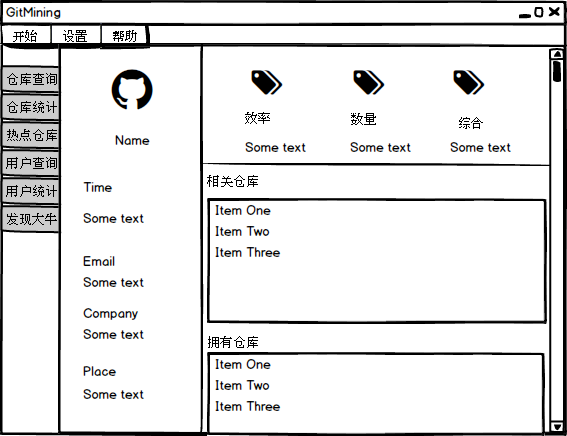 GitMining
开始 设置 帮助
仓库查询
仓库统计
热点仓库
用户查询
用户统计
发现大牛
Name
Time
Some text
Email
Some text
Company
Some text
Place
Some text
效率 数量 综合
Some text Some text Some text
相关仓库
Item One
Item Two
Item Three
拥有仓库
Item One
Item Two
Item Three